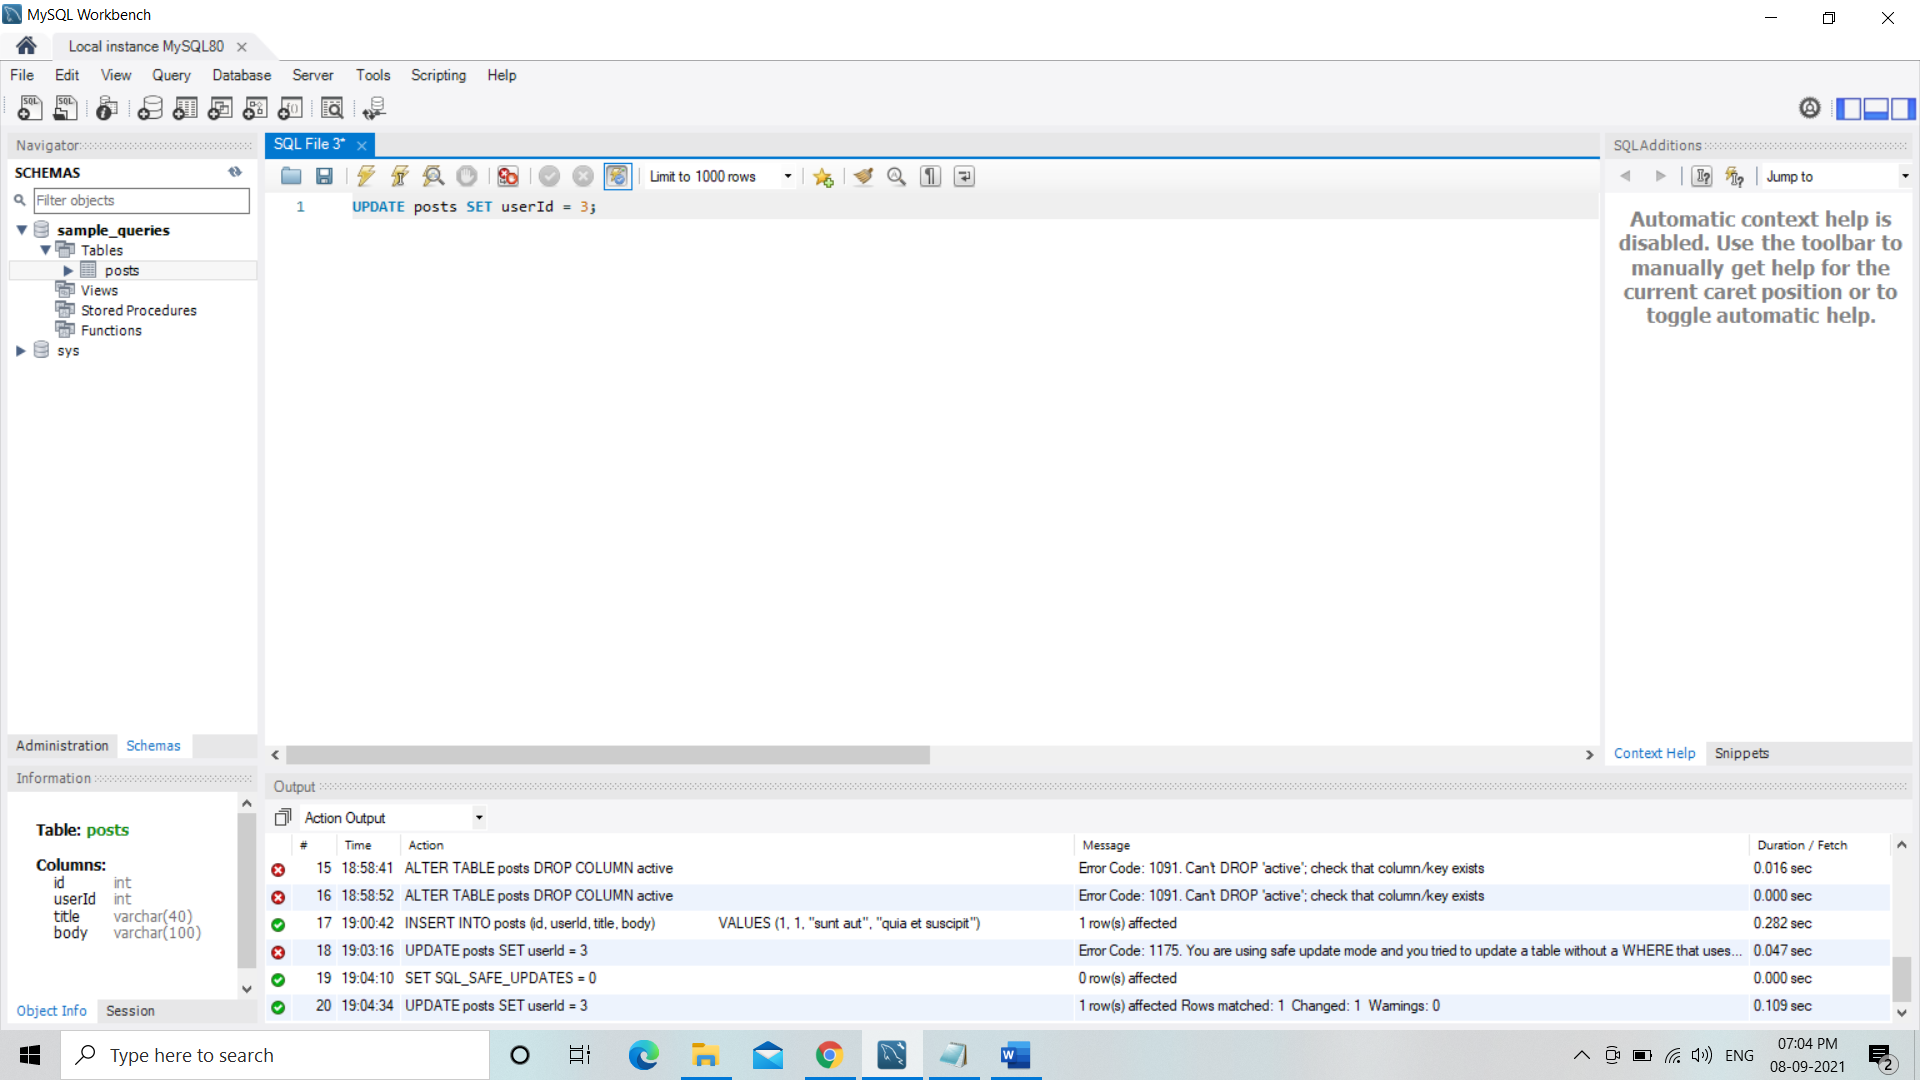 MySQL Workbench
Local instance MySQL80
File Edit View Query Database Server Tools Scripting Help
Navigator
SCHEMAS
Filter objects
sample_queries
Tables
posts
Views
Stored Procedures
Functions
sys
Administration Schemas
Information
Table: posts
Columns:
id int
userId int
title varchar(40)
body varchar(100)
Object Info Session
SQL File 3*
Limit to 1000 rows
1 UPDATE posts SET userId = 3;
SQLAdditions
Jump to
Automatic context help is
disabled. Use the toolbar to
manually get help for the
current caret position or to
toggle automatic help.
Context Help Snippets
Output
Action Output
# Time Action Message Duration / Fetch
15 18:58:41 ALTER TABLE posts DROP COLUMN active Error Code: 1091. Can't DROP 'active'; check that column/key exists 0.016 sec
16 18:58:52 ALTER TABLE posts DROP COLUMN active Error Code: 1091. Can't DROP 'active'; check that column/key exists 0.000 sec
17 19:00:42 INSERT INTO posts (id, userId, title, body) VALUES (1, 1, "sunt aut", "quia et suscipit") 1 row(s) affected 0.282 sec
18 19:03:16 UPDATE posts SET userId = 3 Error Code: 1175. You are using safe update mode and you tried to update a table without a WHERE that uses... 0.047 sec
19 19:04:10 SET SQL_SAFE_UPDATES = 0 0 row(s) affected 0.000 sec
20 19:04:34 UPDATE posts SET userId = 3 1 row(s) affected Rows matched: 1 Changed: 1 Warnings: 0 0.109 sec
Type here to search
ENG
07:04 PM
08-09-2021
2